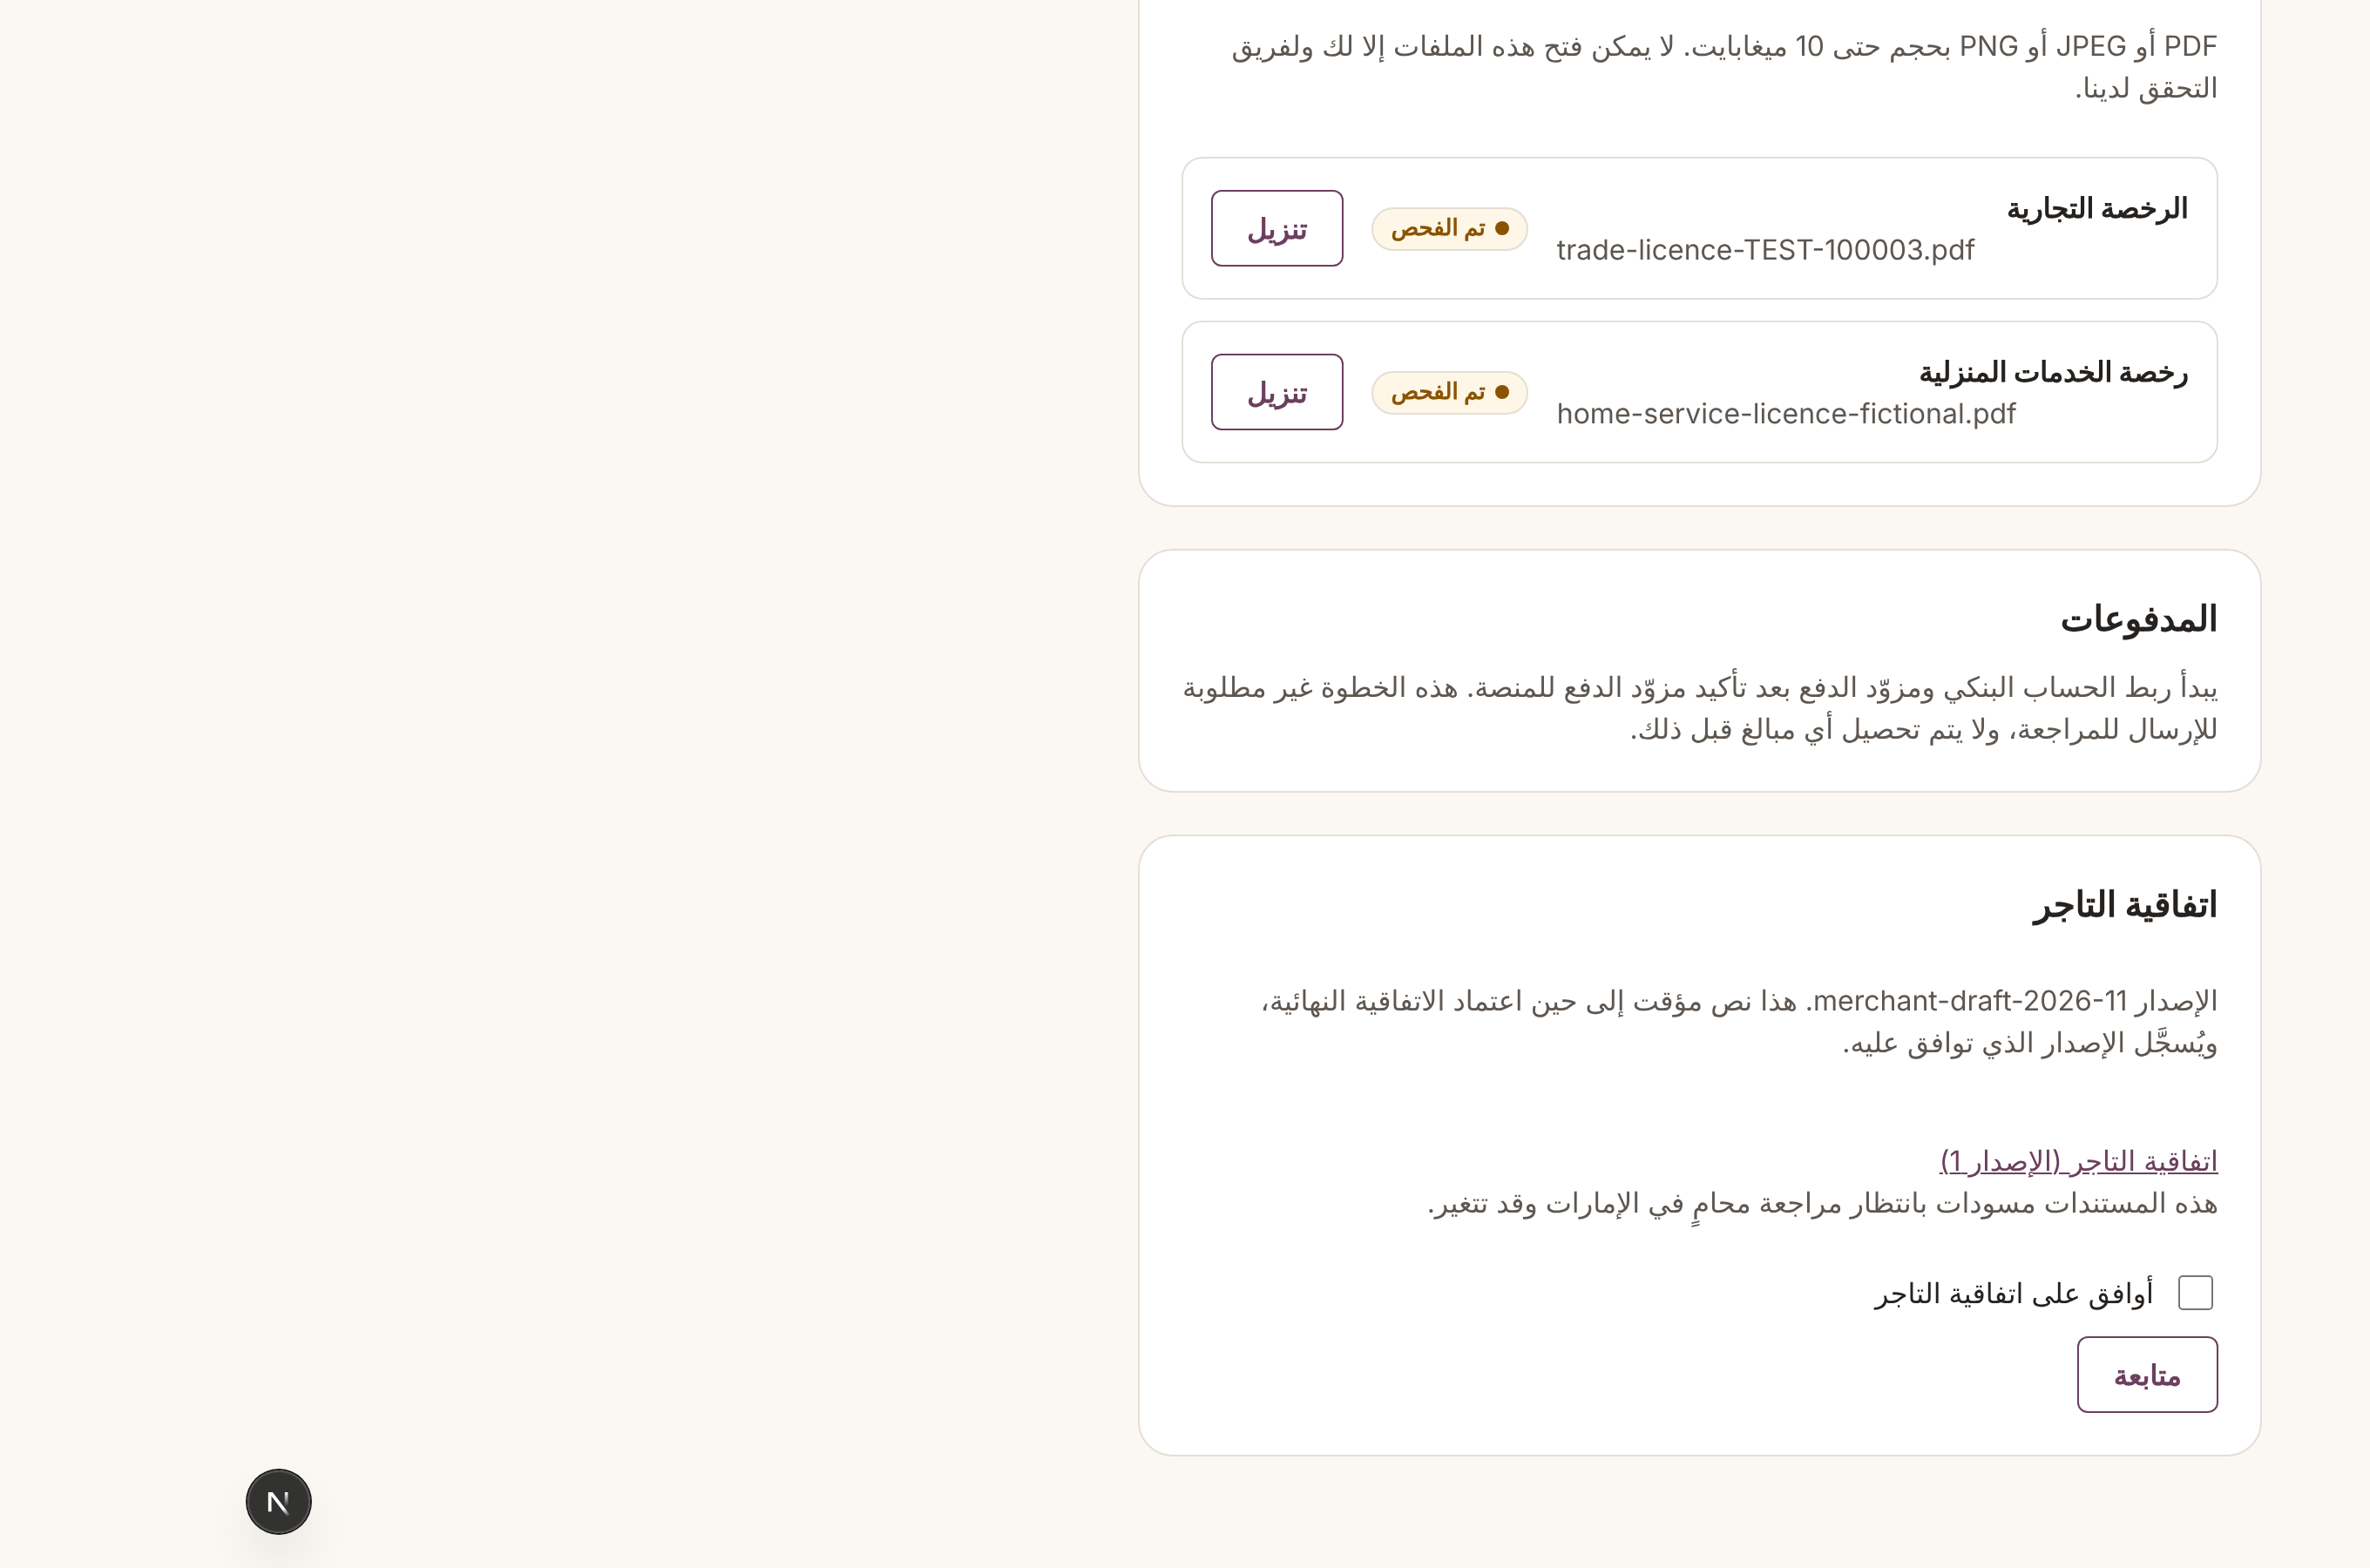 PDF أو JPEG أو PNG بحجم حتى 10 ميغابايت. لا يمكن فتح هذه الملفات إلا لك ولفريق
التحقق لدينا.
الرخصة التجارية
trade-licence-TEST-100003.pdf
تم الفحص
تنزيل
رخصة الخدمات المنزلية
home-service-licence-fictional.pdf
تم الفحص
تنزيل
المدفوعات
يبدأ ربط الحساب البنكي ومزوّد الدفع بعد تأكيد مزوّد الدفع للمنصة. هذه الخطوة غير مطلوبة
للإرسال للمراجعة، ولا يتم تحصيل أي مبالغ قبل ذلك.
اتفاقية التاجر
الإصدار merchant-draft-2026-11. هذا نص مؤقت إلى حين اعتماد الاتفاقية النهائية،
ويُسجَّل الإصدار الذي توافق عليه.
اتفاقية التاجر (الإصدار 1)
هذه المستندات مسودات بانتظار مراجعة محامٍ في الإمارات وقد تتغير.
أوافق على اتفاقية التاجر
متابعة
N